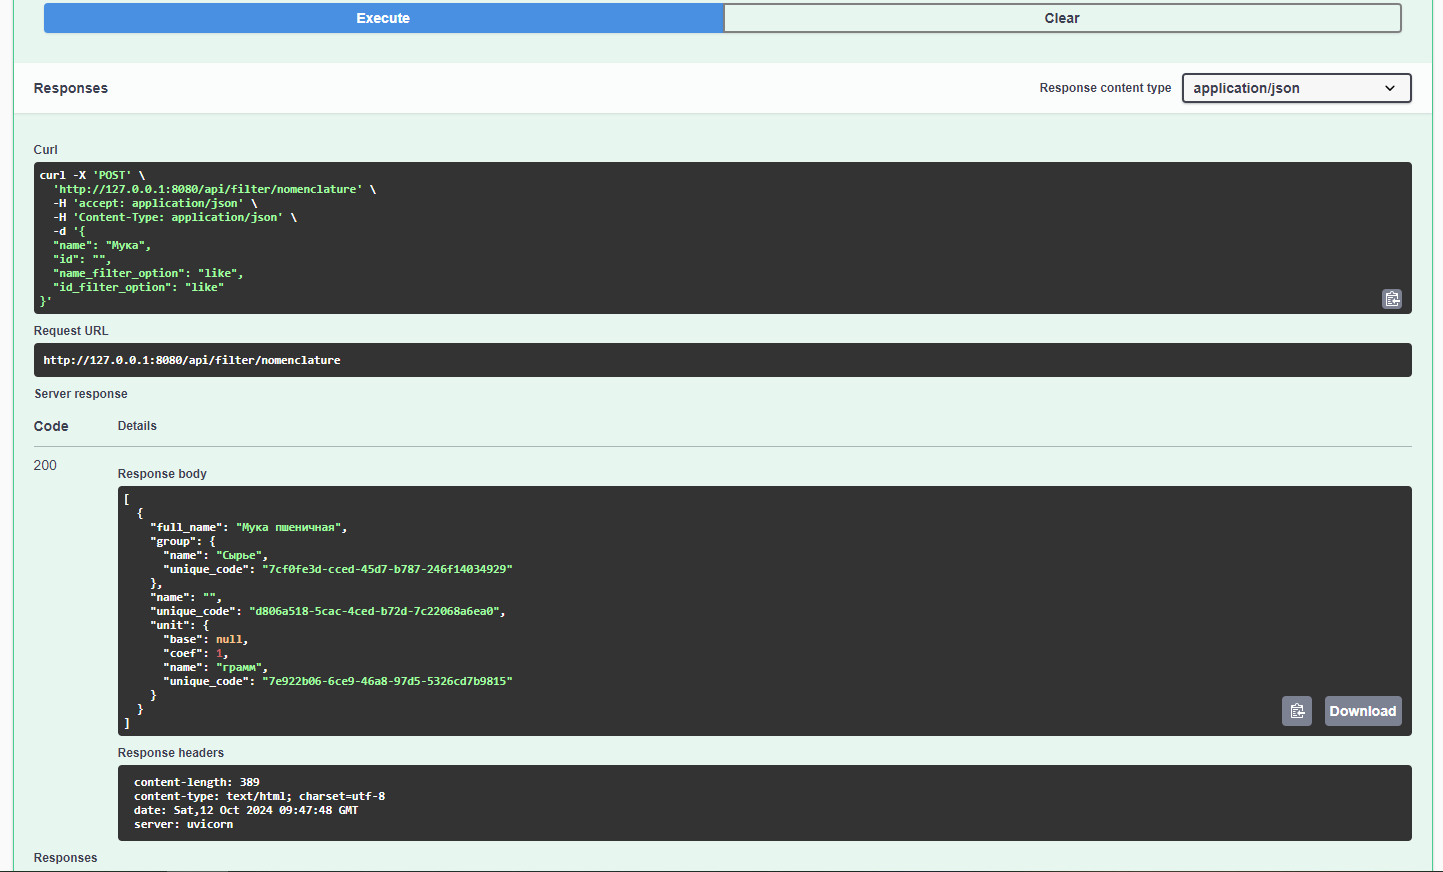 Execute
Clear
Responses
Response content type
application/json
Curl
curl -X 'POST' \
'http://127.0.0.1:8080/api/filter/nomenclature' \
-H 'accept: application/json' \
-H 'Content-Type: application/json' \
-d '{
"name": "Мука",
"id": "",
"name_filter_option": "like",
"id_filter_option": "like"
}'
Request URL
http://127.0.0.1:8080/api/filter/nomenclature
Server response
Code
Details
200
Response body
[
{
"full_name": "Мука пшеничная",
"group": {
"name": "Сырье",
"unique_code": "7cf0fe3d-cced-45d7-b787-246f14034929"
},
"name": "",
"unique_code": "d806a518-5cac-4ced-b72d-7c22068a6ea0",
"unit": {
"base": null,
"coef": 1,
"name": "грамм",
"unique_code": "7e922b06-6ce9-46a8-97d5-5326cd7b9815"
}
}
]
Download
Response headers
content-length: 389
content-type: text/html; charset=utf-8
date: Sat,12 Oct 2024 09:47:48 GMT
server: uvicorn
Responses